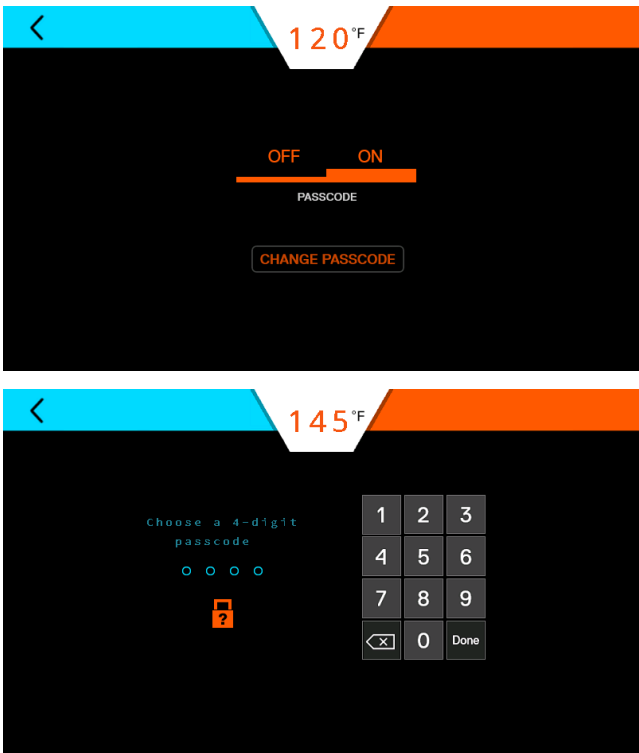 120°F
OFF ON
PASSCODE
CHANGE PASSCODE
145°F
Choose a 4-digit
passcode
?
1 2 3
4 5 6
7 8 9
0 Done